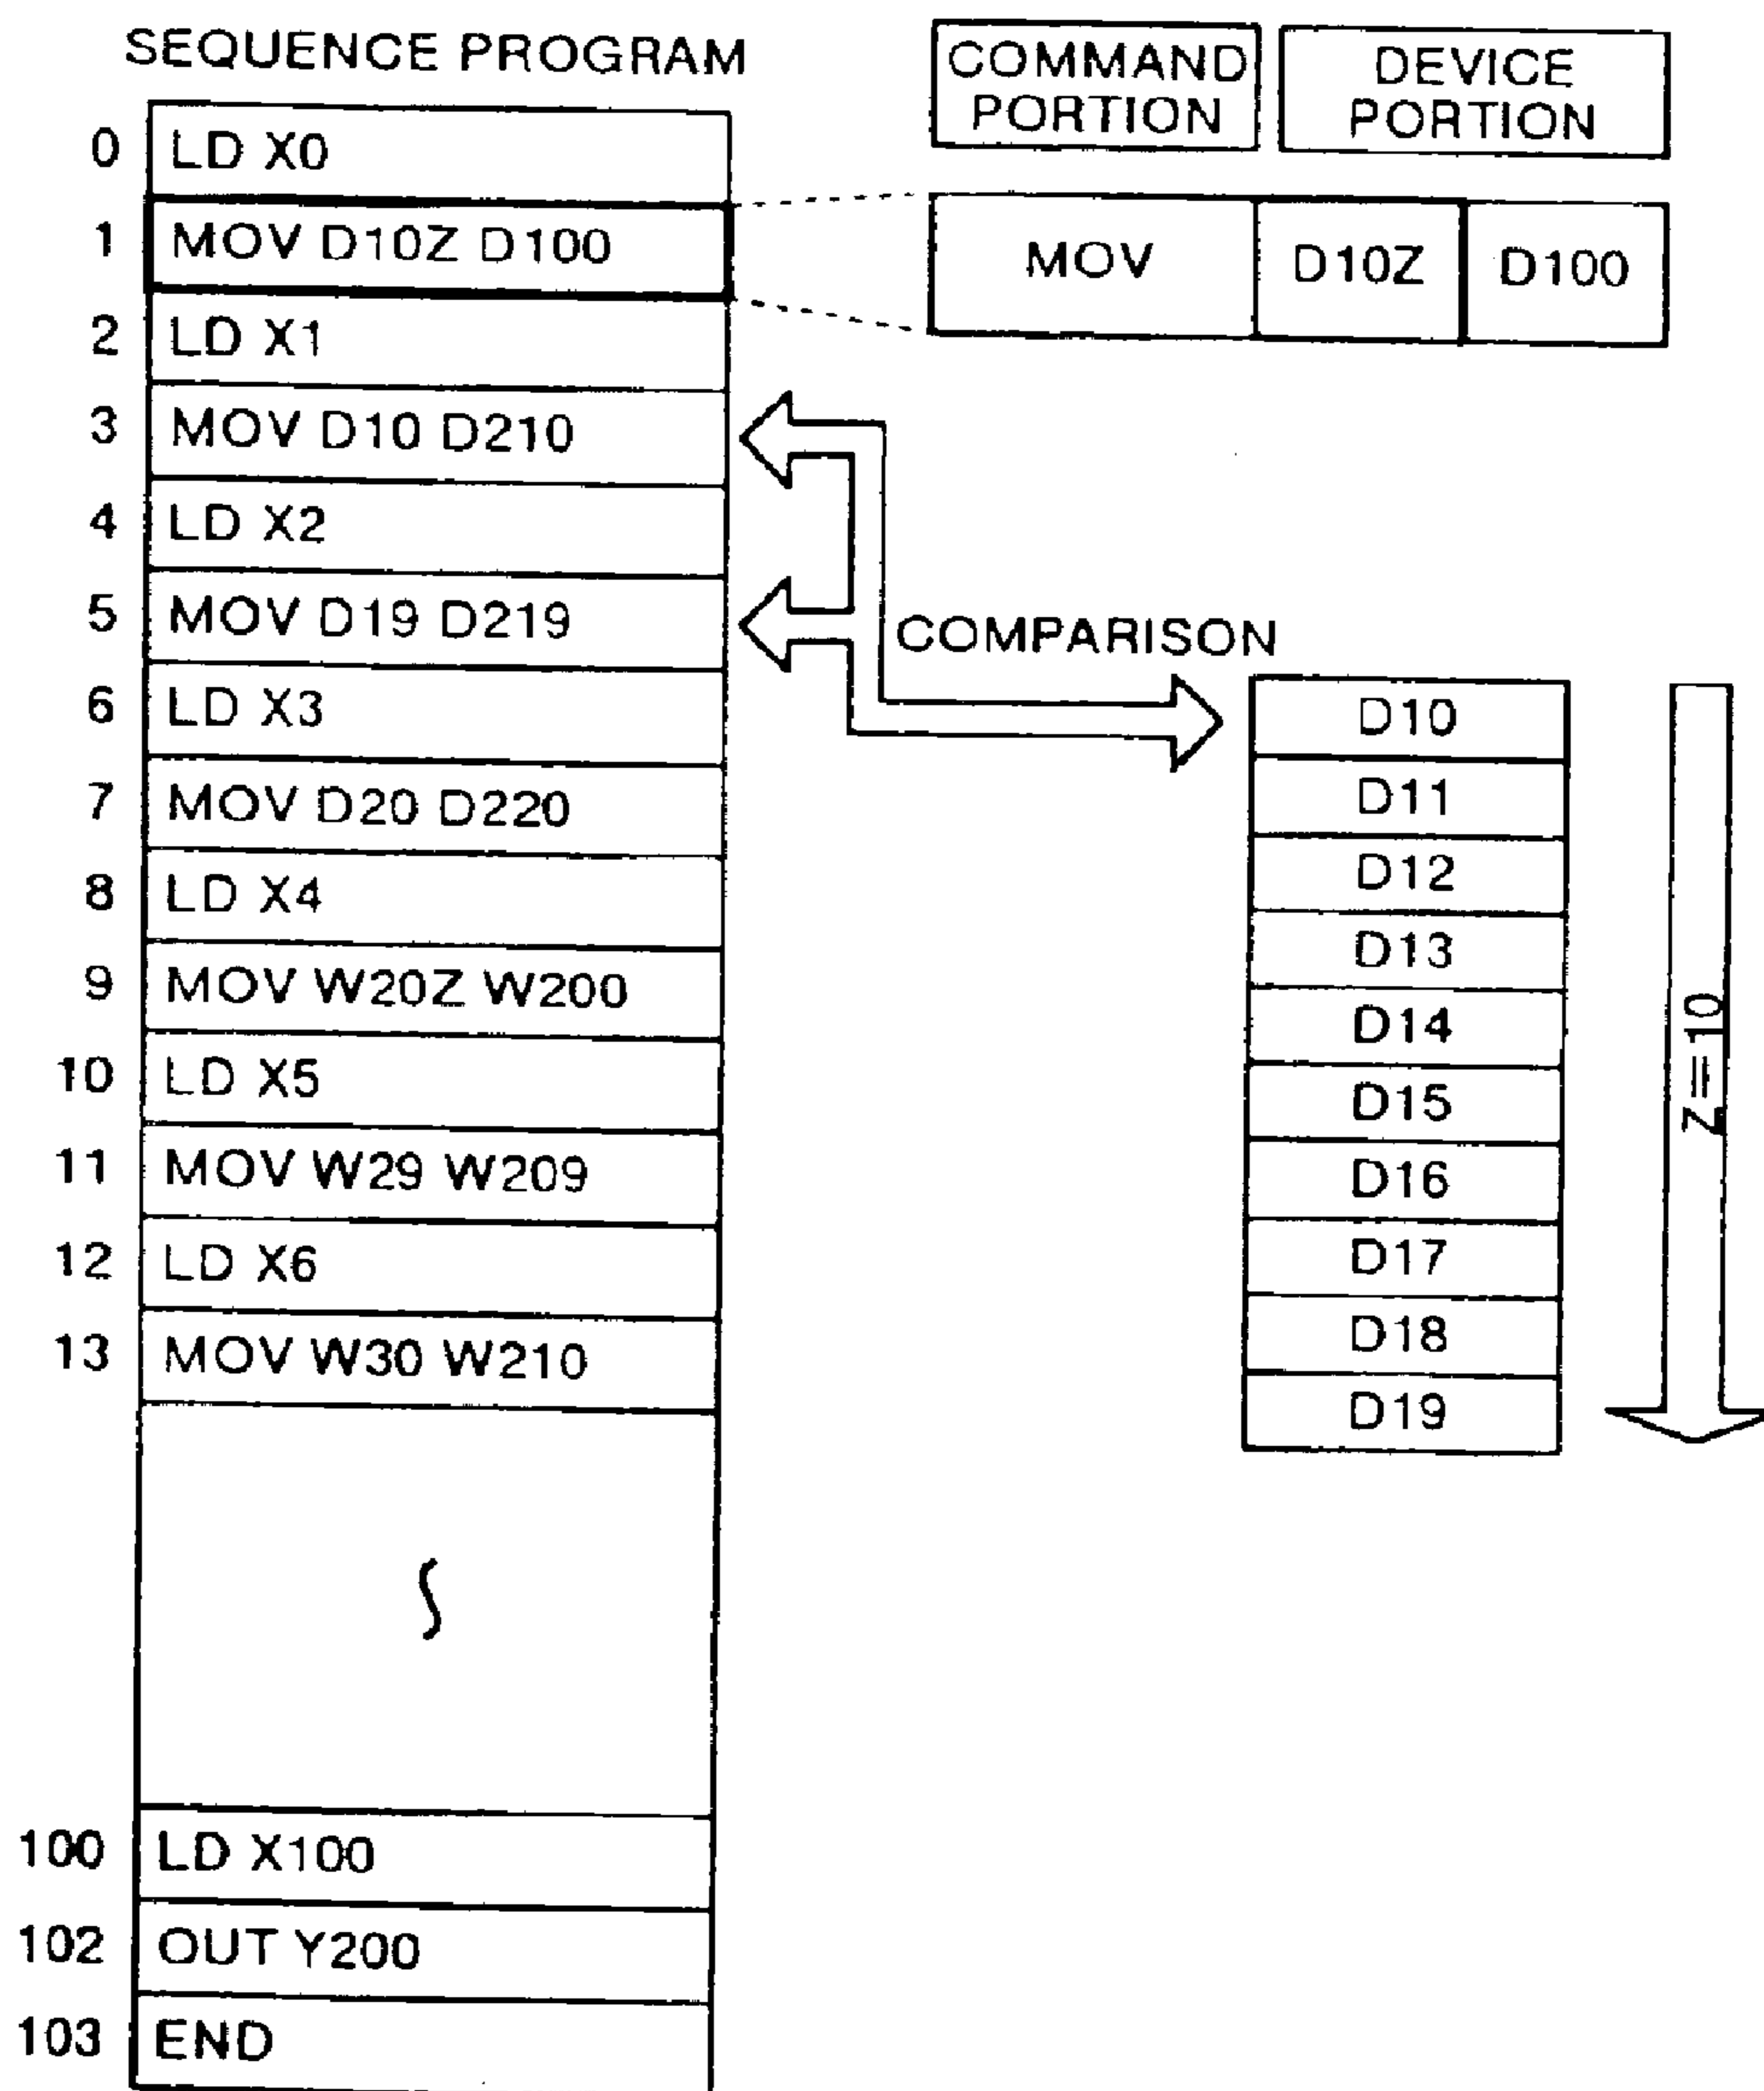 SEQUENCE PROGRAM
0 LD X0
1 MOV D10Z D100
2 LD X1
3 MOV D10 D210
4 LD X2
5 MOV D19 D219
6 LD X3
7 MOV D20 D220
8 LD X4
9 MOV W20Z W200
10 LD X5
11 MOV W29 W209
12 LD X6
13 MOV W30 W210
100 LD X100
102 OUT Y200
103 END
COMMAND
PORTION
DEVICE
PORTION
MOV D10Z D100
COMPARISON
D10
D11
D12
D13
D14
D15
D16
D17
D18
D19
Z=10